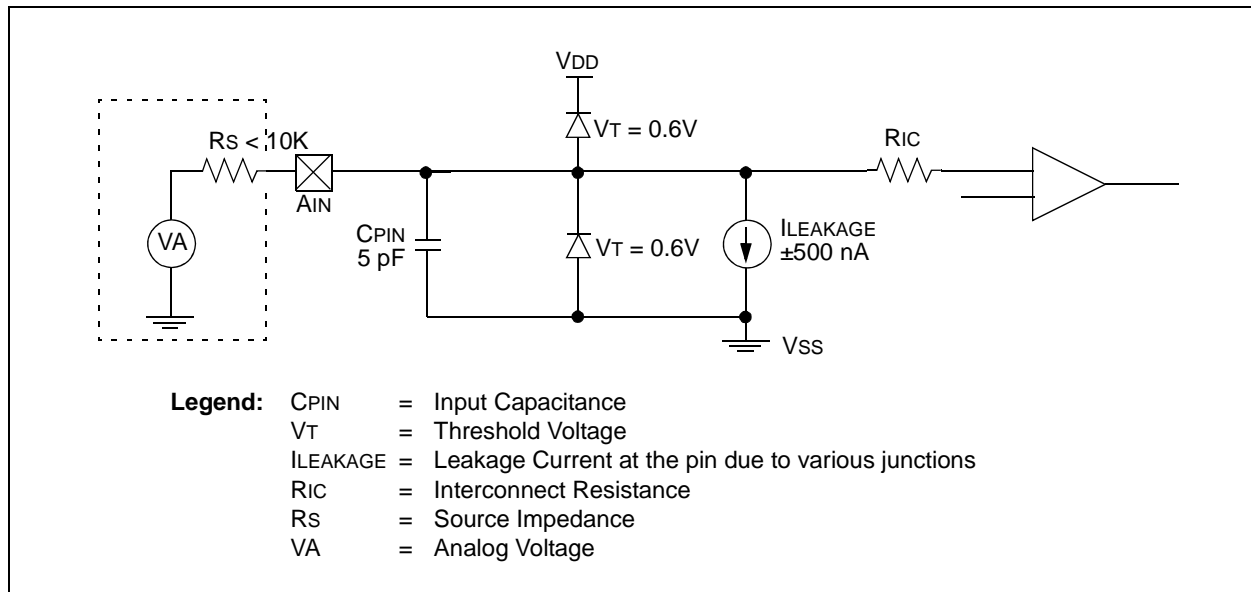 VDD
VT = 0.6V
RS < 10K
RIC
AIN
VA
CPIN
5 pF
VT = 0.6V
ILEAKAGE
±500 nA
VSS
Legend: CPIN = Input Capacitance
VT = Threshold Voltage
ILEAKAGE = Leakage Current at the pin due to various junctions
RIC = Interconnect Resistance
RS = Source Impedance
VA = Analog Voltage